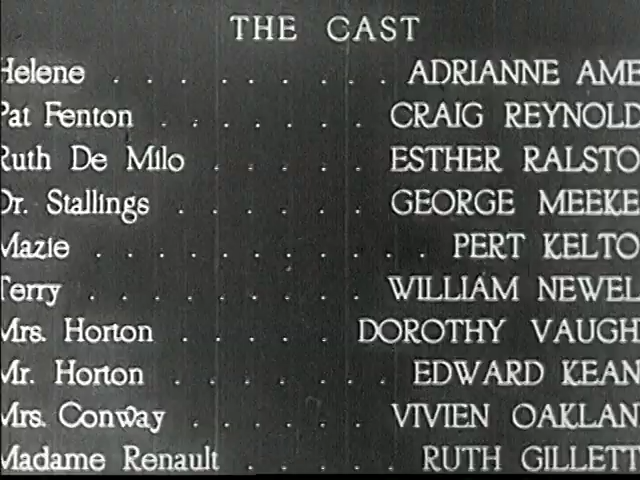 THE CAST
Helene . . . . . . . . . . ADRIANNE AME
Pat Fenton . . . . . . . CRAIG REYNOLD
Ruth De Milo . . . . . ESTHER RALSTO
Dr. Stallings . . . . . . GEORGE MEEKE
Mazie . . . . . . . . . . . . PERT KELTO
Terry . . . . . . . . . . WILLIAM NEWEL
Mrs. Horton . . . . . DOROTHY VAUGH
Mr. Horton . . . . . . . EDWARD KEAN
Mrs. Conway . . . . . . VIVIEN OAKLAN
Madame Renault . . . . . RUTH GILLETT